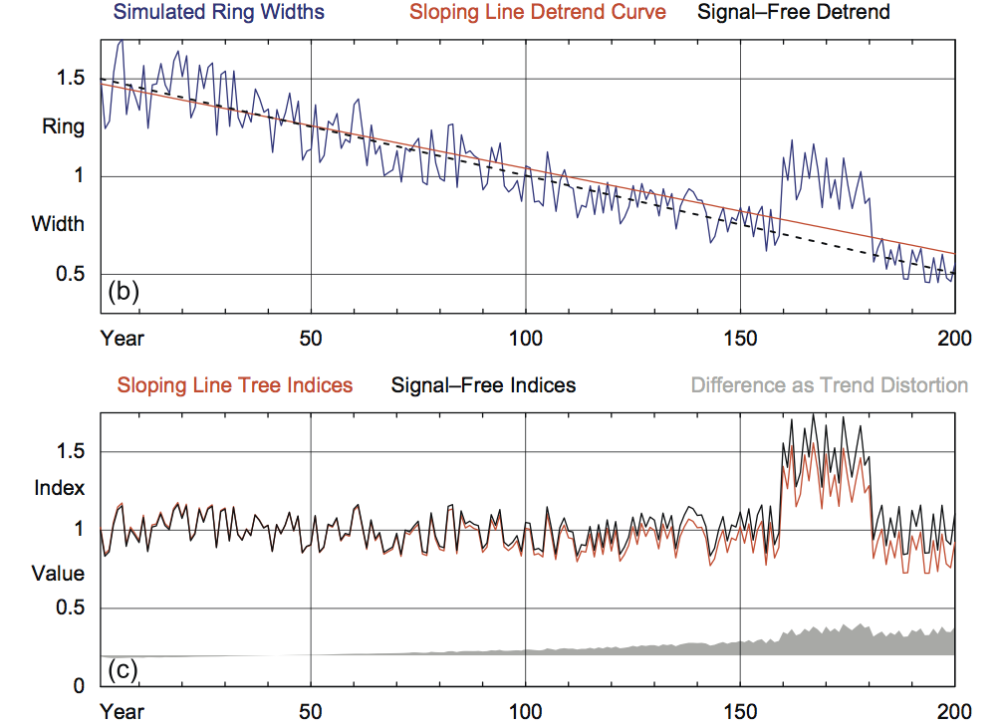 Simulated Ring Widths Sloping Line Detrend Curve Signal–Free Detrend
1.5
Ring
1
Width
0.5
(b)
Year 50 100 150 200
Sloping Line Tree Indices Signal–Free Indices Difference as Trend Distortion
1.5
Index
1
Value
0.5
(c)
0
Year 50 100 150 200